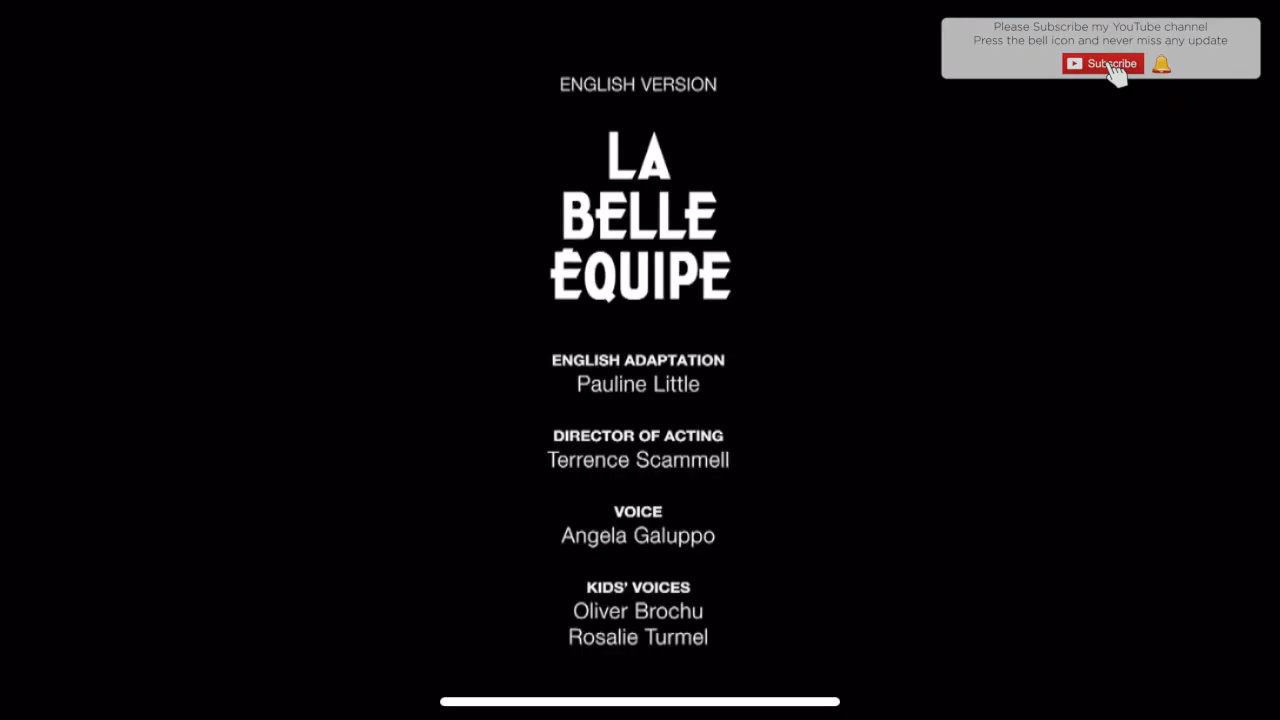 Please Subscribe my YouTube channel
Press the bell icon and never miss any update
Subscribe
ENGLISH VERSION
LA
BELLE
ÉQUIPE
ENGLISH ADAPTATION
Pauline Little
DIRECTOR OF ACTING
Terrence Scammell
VOICE
Angela Galuppo
KIDS' VOICES
Oliver Brochu
Rosalie Turmel